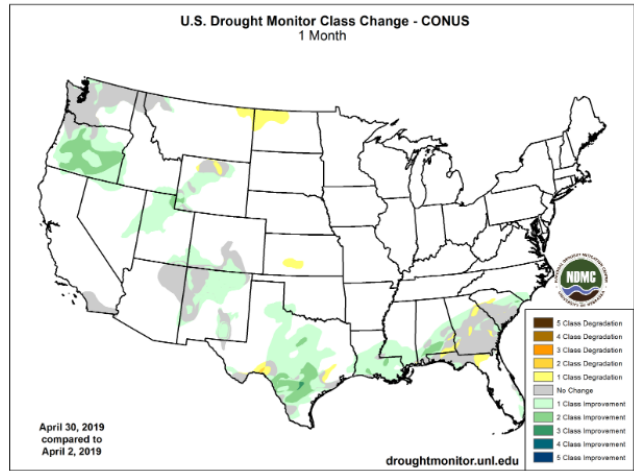 U.S. Drought Monitor Class Change - CONUS
1 Month
NDMC
5 Class Degradation
4 Class Degradation
3 Class Degradation
2 Class Degradation
1 Class Degradation
No Change
1 Class Improvement
2 Class Improvement
3 Class Improvement
4 Class Improvement
5 Class Improvement
April 30, 2019
compared to
April 2, 2019
droughtmonitor.unl.edu